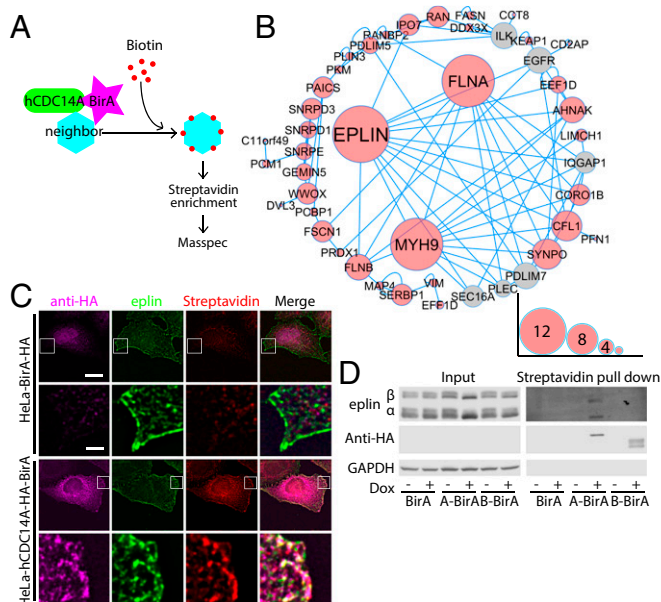 A
Biotin
hCDC14A
BirA
neighbor
Streptavidin
enrichment
Masspec
B
IPO7
RAN
FASN
DDX3X
COT8
ILK
KEAP1
CD2AP
EGFR
RANBP2
PDLIM5
PLIN3
PKM
PAICS
SNRPD3
SNRPD1
C11orf49
SNRPE
PCM1
GEMIN5
WWOX
DVL3
PCBP1
FSCN1
PRDX1
FLNB
MAP4
SERBP1
VIM
EFF1D
SEC16A
PLEC
PDLIM7
SYNPO
PFN1
CFL1
CORO1B
IQGAP1
LIMCH1
AHNAK
EEF1D
FLNA
EPLIN
MYH9
12
8
4
C
anti-HA
eplin
Streptavidin
Merge
HeLa-BirA-HA
HeLa-hCDC14A-HA-BirA
D
Input
Streptavidin pull down
eplin
β
α
Anti-HA
GAPDH
- + - + - + - + - + - +
Dox
BirA A-BirA B-BirA BirA A-BirA B-BirA